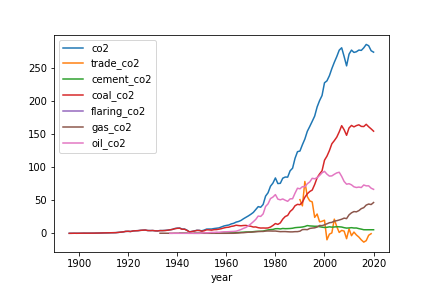 co2
trade_co2
cement_co2
coal_co2
flaring_co2
gas_co2
oil_co2
250
200
150
100
50
0
1900
1920
1940
1960
1980
2000
2020
year